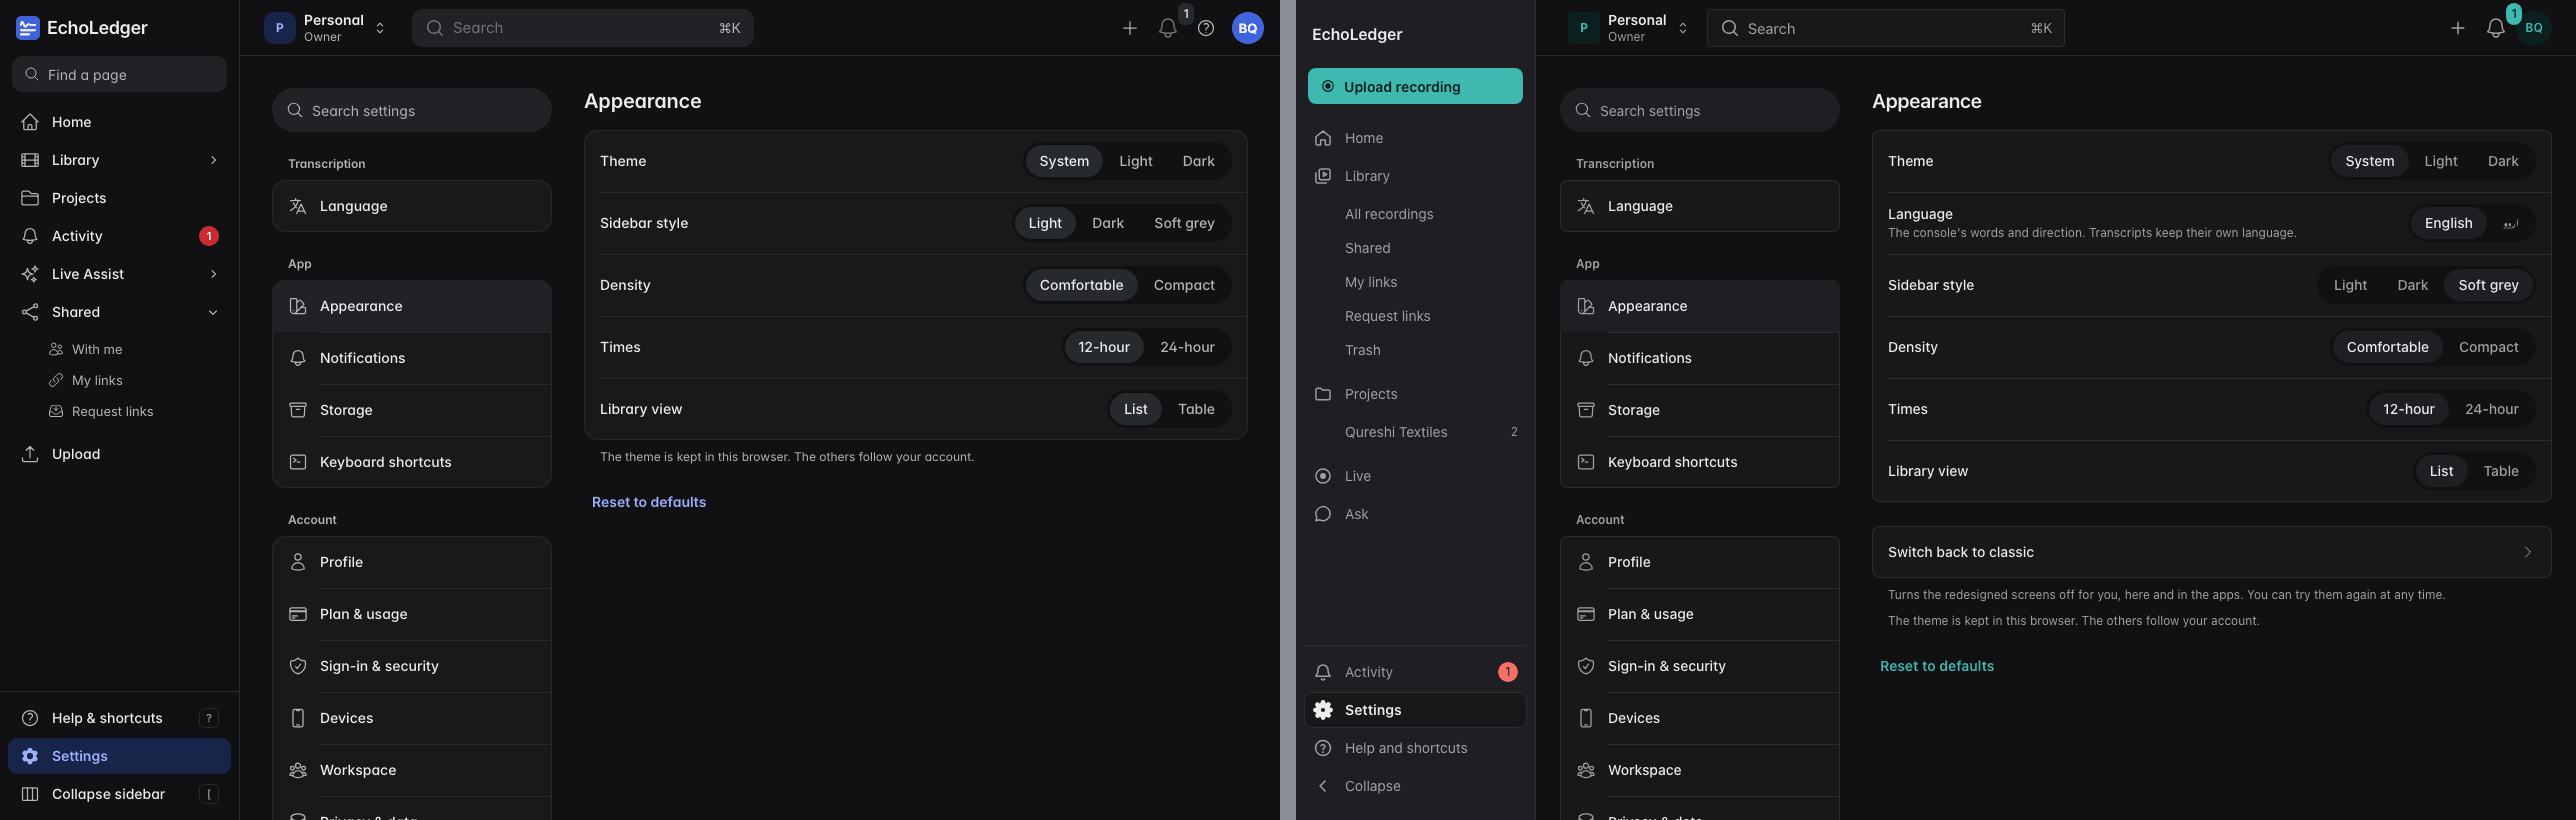 EchoLedger
Find a page
Home
Library
Projects
Activity 1
Live Assist
Shared
With me
My links
Request links
Upload
Help & shortcuts ?
Settings
Collapse sidebar [
P Personal
Owner
Search ⌘K
1
BQ
Search settings
Transcription
Language
App
Appearance
Notifications
Storage
Keyboard shortcuts
Account
Profile
Plan & usage
Sign-in & security
Devices
Workspace
Privacy & data
Appearance
Theme System Light Dark
Sidebar style Light Dark Soft grey
Density Comfortable Compact
Times 12-hour 24-hour
Library view List Table
The theme is kept in this browser. The others follow your account.
Reset to defaults
EchoLedger
Upload recording
Home
Library
All recordings
Shared
My links
Request links
Trash
Projects
Qureshi Textiles 2
Live
Ask
Activity 1
Settings
Help and shortcuts
Collapse
P Personal
Owner
Search ⌘K
1
BQ
Search settings
Transcription
Language
App
Appearance
Notifications
Storage
Keyboard shortcuts
Account
Profile
Plan & usage
Sign-in & security
Devices
Workspace
Privacy & data
Appearance
Theme System Light Dark
Language English اردو
The console's words and direction. Transcripts keep their own language.
Sidebar style Light Dark Soft grey
Density Comfortable Compact
Times 12-hour 24-hour
Library view List Table
Switch back to classic
Turns the redesigned screens off for you, here and in the apps. You can try them again at any time.
The theme is kept in this browser. The others follow your account.
Reset to defaults